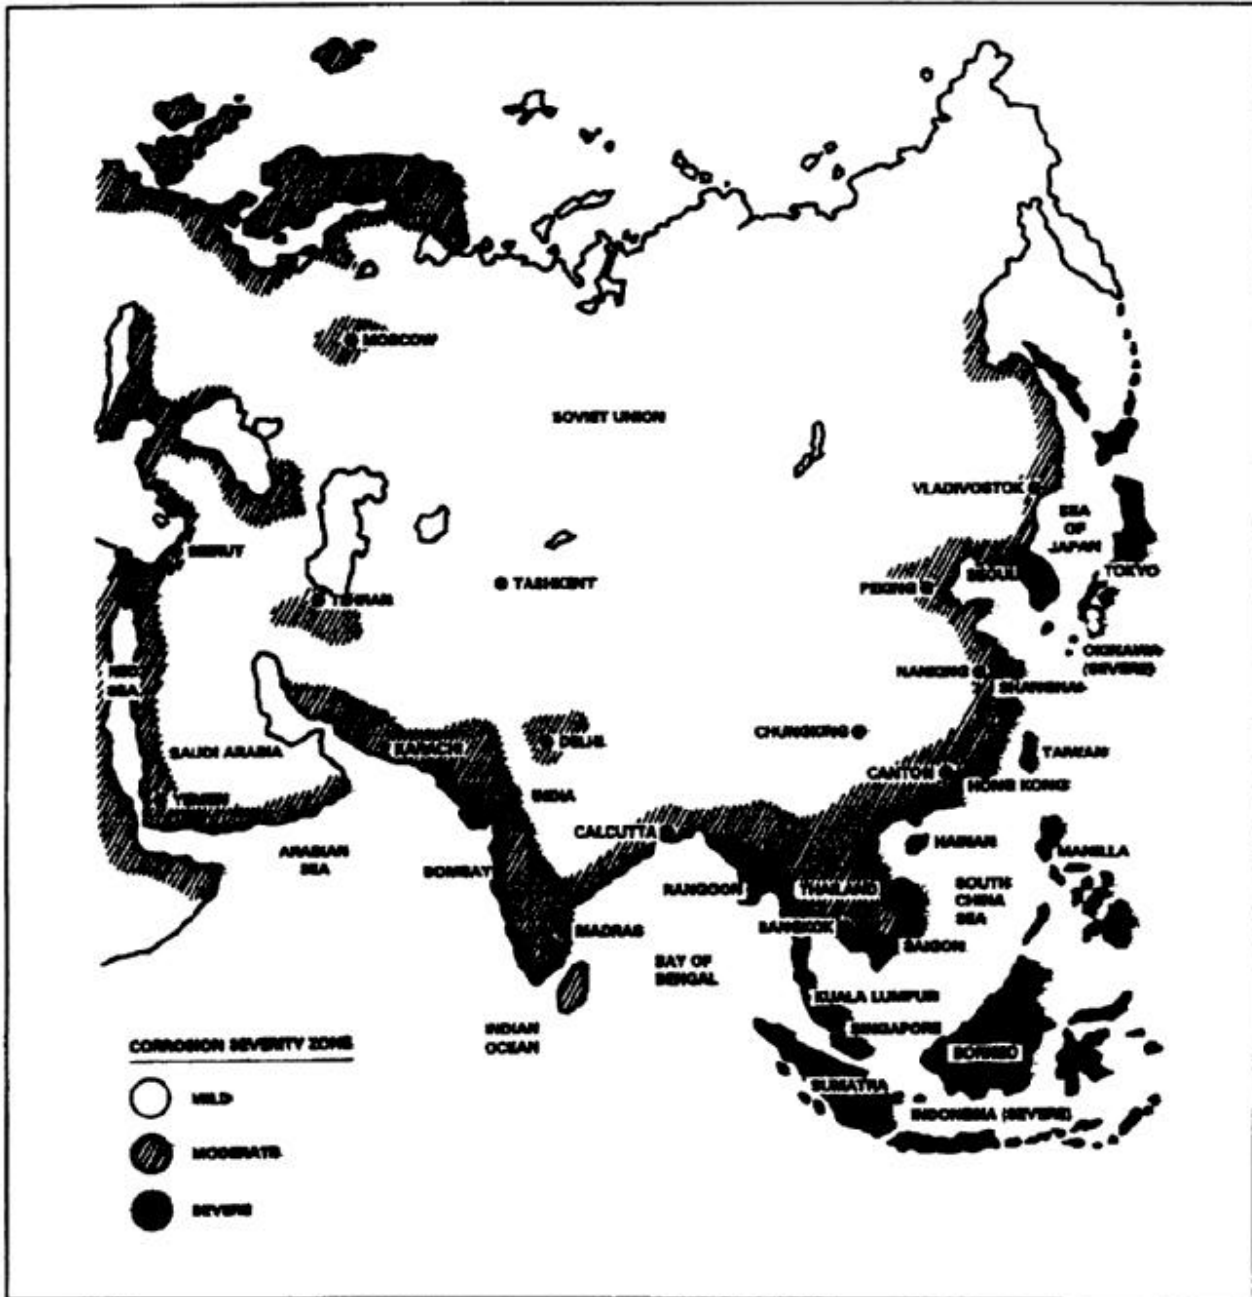 MOSCOW
SOVIET UNION
VLADIVOSTOK
SEA
OF
JAPAN
BEIRUT
SEOUL
TOKYO
TASHKENT
PEKING
TEHRAN
OKINAWA
(SEVERE)
RED
SEA
NANKING
SHANGHAI
CHUNGKING
KARACHI
DELHI
SAUDI ARABIA
TAIWAN
CANTON
HONG KONG
YEMEN
INDIA
CALCUTTA
HAINAN
MANILLA
ARABIAN
SEA
BOMBAY
RANGOON
THAILAND
SOUTH
CHINA
SEA
BANGKOK
MADRAS
SAIGON
BAY OF
BENGAL
KUALA LUMPUR
SINGAPORE
INDIAN
OCEAN
BORNEO
SUMATRA
INDONESIA (SEVERE)
CORROSION SEVERITY ZONE
MILD
MODERATE
SEVERE